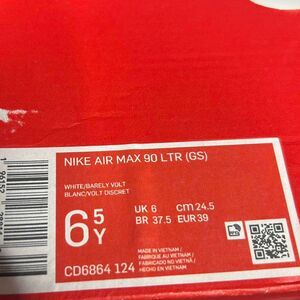 NIKE AIR MAX 90 LTR (GS)
WHITE/BARELY VOLT
BLANC/VOLT DISCRET
6 5 Y
UK 6 cm 24.5
BR 37.5 EUR 39
CD6864 124
MADE IN VIETNAM /
FABRIQUÉ AU VIETNAM /
FABRICADO NO VIETNÃ /
HECHO EN VIETNAM